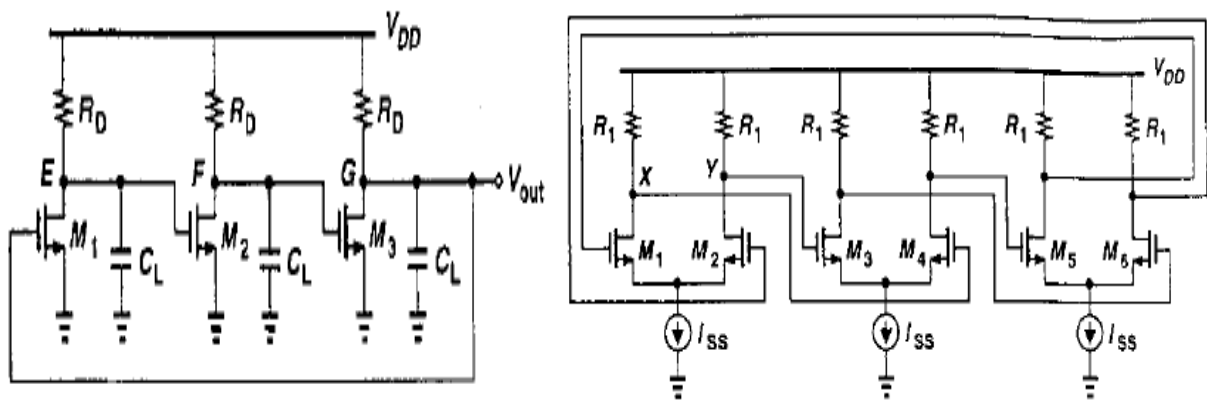 V_DD
R_D R_D R_D
E F G V_out
M_1 M_2 M_3
C_L C_L C_L
V_DD
R_1 R_1 R_1 R_1 R_1 R_1
X Y
M_1 M_2 M_3 M_4 M_5 M_6
I_SS I_SS I_SS